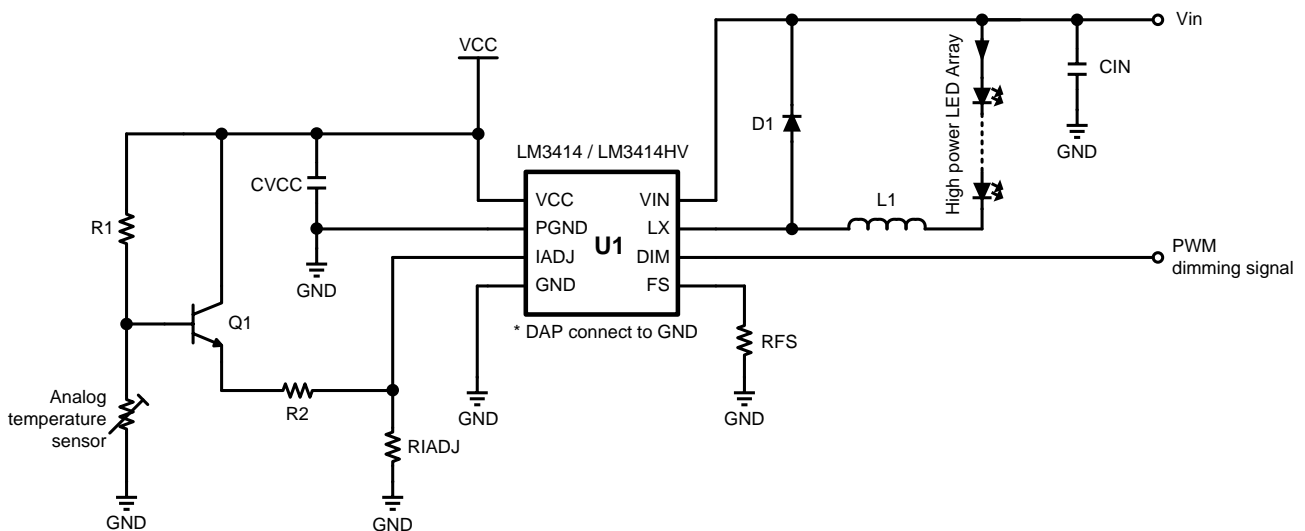 Vin
VCC
High power LED Array
CIN
D1
GND
LM3414 / LM3414HV
CVCC
VCC
VIN
L1
R1
PGND
LX
U1
PWM
dimming signal
IADJ
DIM
GND
GND
FS
Q1
* DAP connect to GND
RFS
Analog
temperature
sensor
R2
GND
GND
RIADJ
GND
GND